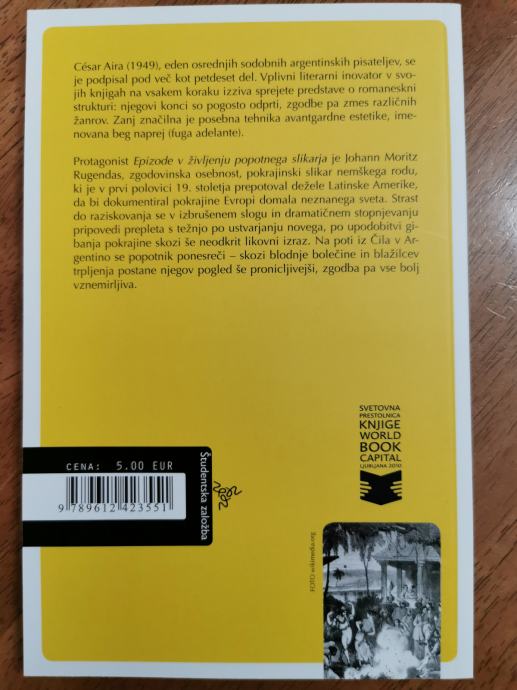 César Aira (1949), eden osrednjih sodobnih argentinskih pisateljev, se
je podpisal pod več kot petdeset del. Vplivni literarni inovator v svo-
jih knjigah na vsakem koraku izziva sprejete predstave o romaneskni
strukturi: njegovi konci so pogosto odprti, zgodbe pa zmes različnih
žanrov. Zanj značilna je posebna tehnika avantgardne estetike, ime-
novana beg naprej (fuga adelante).
Protagonist Epizode v življenju popotnega slikarja je Johann Moritz
Rugendas, zgodovinska osebnost, pokrajinski slikar nemškega rodu,
ki je v prvi polovici 19. stoletja prepotoval dežele Latinske Amerike,
da bi dokumentiral pokrajine Evropi domala neznanega sveta. Strast
do raziskovanja se v izbrušenem slogu in dramatičnem stopnjevanju
pripovedi prepleta s težnjo po ustvarjanju novega, po upodobitvi gi-
banja pokrajine skozi še neodkrit likovni izraz. Na poti iz Čila v Ar-
gentino se popotnik ponesreči – skozi blodnje bolečine in blažilcev
trpljenja postane njegov pogled še pronicljivejši, zgodba pa vse bolj
vznemirljiva.
SVETOVNA
PRESTOLNICA
KNJIGE
WORLD
BOOK
CAPITAL
LJUBLJANA 2010
CENA: 5.00 EUR
9 789612 423551
Študentska založba
FOTO wikimedia.org